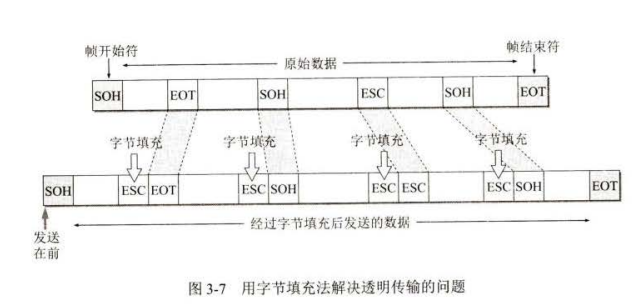 帧开始符
原始数据
帧结束符
SOH EOT SOH ESC SOH EOT
字节填充 字节填充 字节填充 字节填充
SOH ESC EOT ESC SOH ESC ESC ESC SOH EOT
发送
在前
经过字节填充后发送的数据
图 3-7 用字节填充法解决透明传输的问题